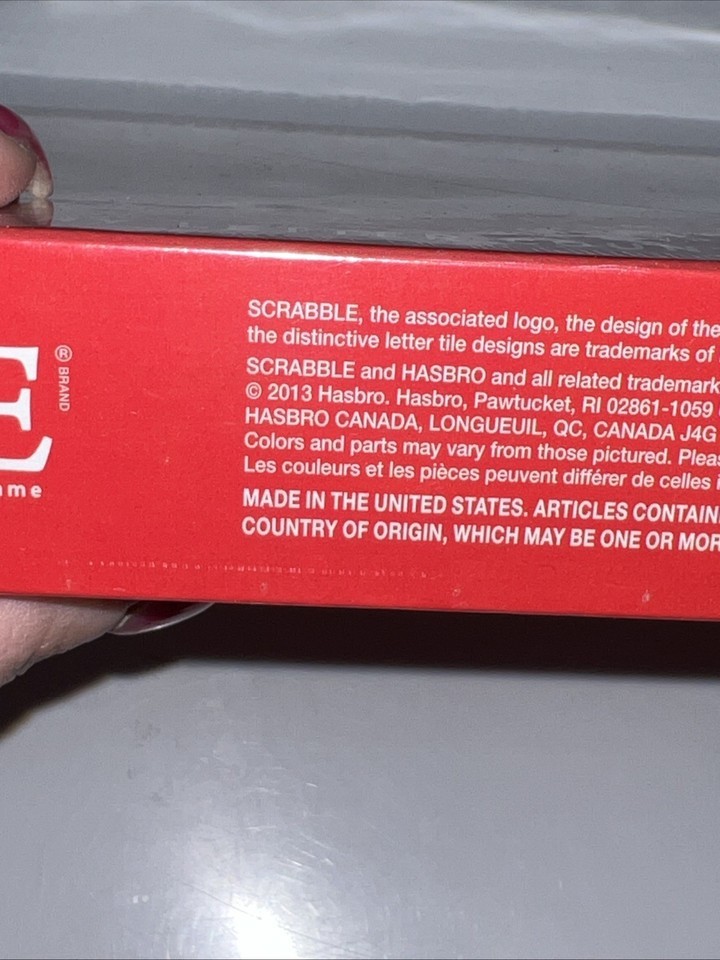 E ® BRAND
ame
SCRABBLE, the associated logo, the design of the
the distinctive letter tile designs are trademarks of
SCRABBLE and HASBRO and all related trademark
© 2013 Hasbro. Hasbro, Pawtucket, RI 02861-1059
HASBRO CANADA, LONGUEUIL, QC, CANADA J4G
Colors and parts may vary from those pictured. Pleas
Les couleurs et les pièces peuvent différer de celles i
MADE IN THE UNITED STATES. ARTICLES CONTAIN
COUNTRY OF ORIGIN, WHICH MAY BE ONE OR MOR